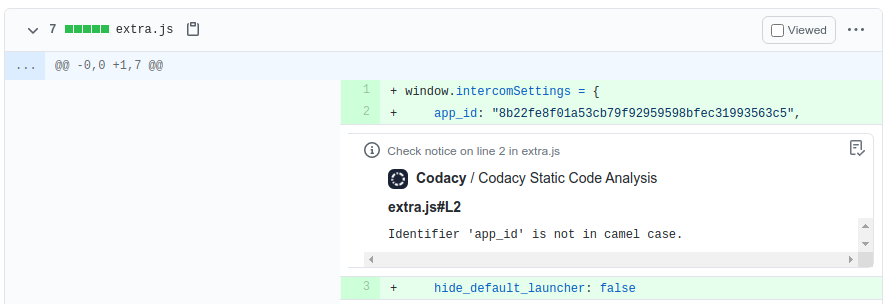 7 extra.js Viewed ...
... @@ -0,0 +1,7 @@
1 + window.intercomSettings = {
2 + app_id: "8b22fe8f01a53cb79f92959598bfec31993563c5",
Check notice on line 2 in extra.js
Codacy / Codacy Static Code Analysis
extra.js#L2
Identifier 'app_id' is not in camel case.
3 + hide_default_launcher: false